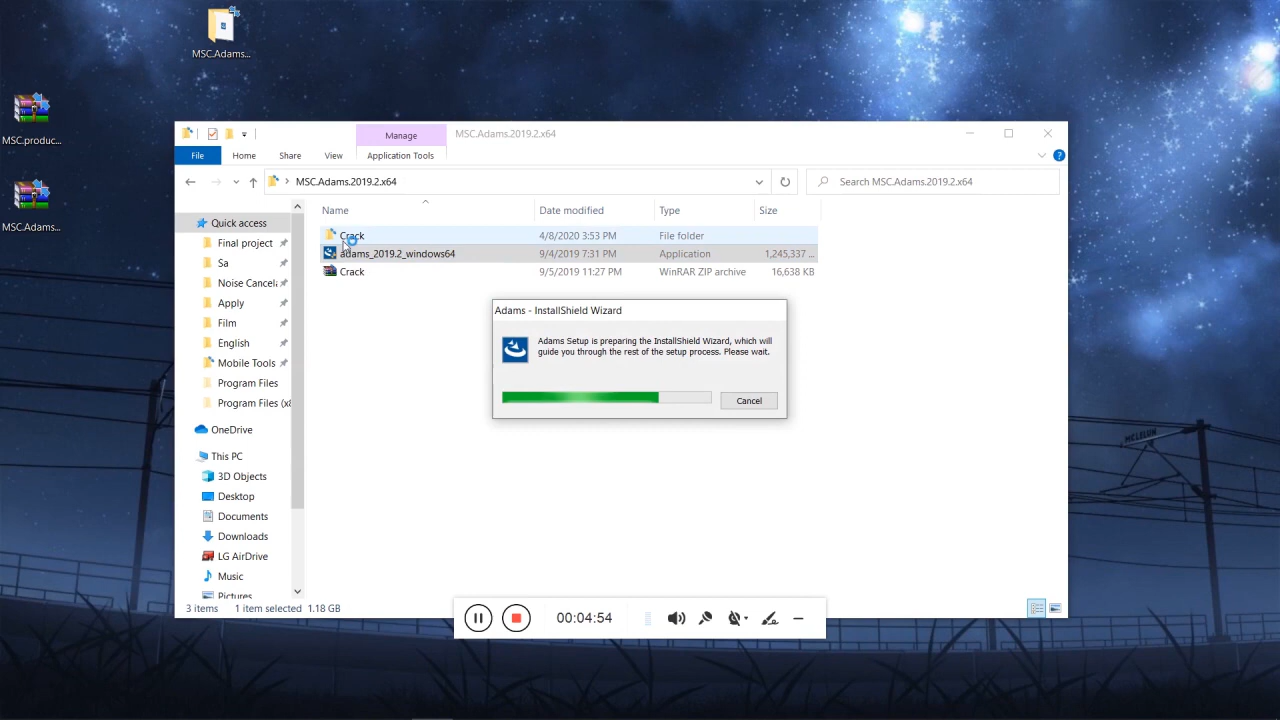 MSC.Adams...
MSC.produc...
MSC.Adams...
Manage
MSC.Adams.2019.2.x64
File
Home
Share
View
Application Tools
MSC.Adams.2019.2.x64
Search MSC.Adams.2019.2.x64
Name
Date modified
Type
Size
Quick access
Final project
Sa
Noise Cancela
Apply
Film
English
Mobile Tools
Program Files
Program Files (x8
OneDrive
This PC
3D Objects
Desktop
Documents
Downloads
LG AirDrive
Music
Pictures
Crack
4/8/2020 3:53 PM
File folder
adams_2019.2_windows64
9/4/2019 7:31 PM
Application
1,245,337 ...
Crack
9/5/2019 11:27 PM
WinRAR ZIP archive
16,638 KB
Adams - InstallShield Wizard
Adams Setup is preparing the InstallShield Wizard, which will
guide you through the rest of the setup process. Please wait.
Cancel
3 items
1 item selected 1.18 GB
00:04:54